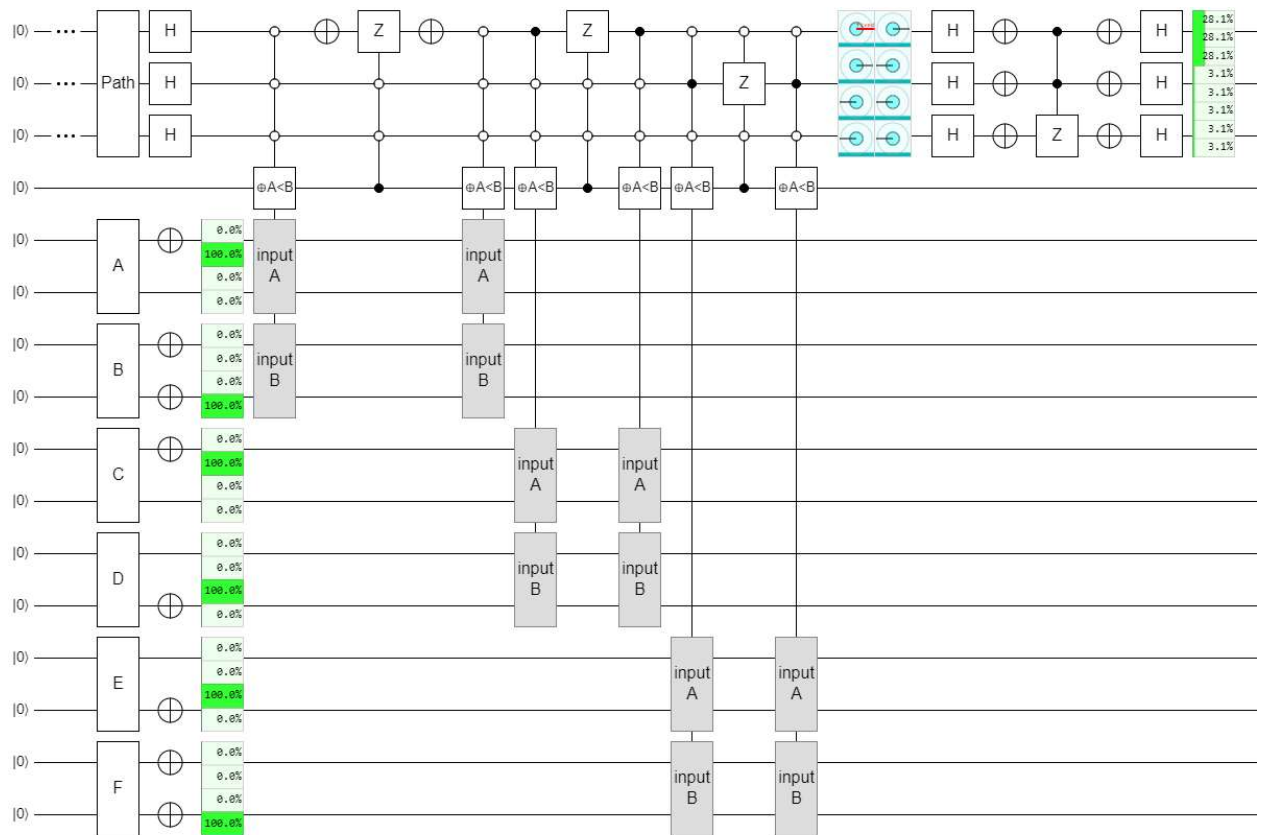 |0⟩ ••• H Z Z H H 28.1%
28.1%
28.1%
|0⟩ Path H Z H H 3.1%
3.1%
3.1%
|0⟩ ••• H H Z H 3.1%
3.1%
|0⟩ ⊕A<B ⊕A<B ⊕A<B ⊕A<B ⊕A<B ⊕A<B
|0⟩ A 0.0% input A input A
100.0%
0.0%
|0⟩ 0.0%
|0⟩ B 0.0% input B input B
0.0%
0.0%
|0⟩ 100.0%
|0⟩ C 0.0% input A input A
100.0%
0.0%
|0⟩ 0.0%
|0⟩ D 0.0% input B input B
0.0%
100.0%
|0⟩ 0.0%
|0⟩ E 0.0% input A input A
0.0%
100.0%
|0⟩ 0.0%
|0⟩ F 0.0% input B input B
0.0%
0.0%
|0⟩ 100.0%